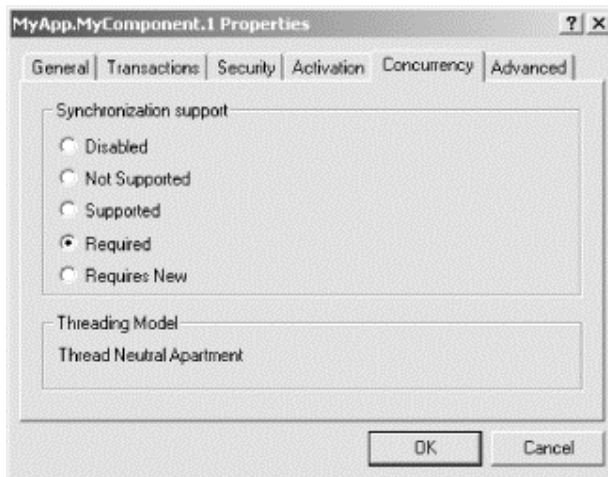 MyApp.MyComponent.1 Properties
? X
General Transactions Security Activation Concurrency Advanced
Synchronization support
Disabled
Not Supported
Supported
Required
Requires New
Threading Model
Thread Neutral Apartment
OK Cancel